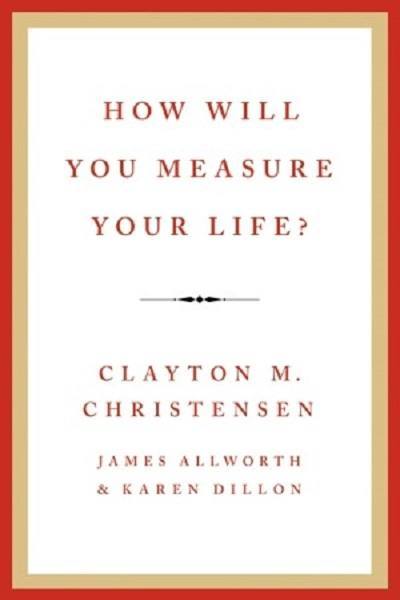 HOW WILL
YOU MEASURE
YOUR LIFE?
CLAYTON M.
CHRISTENSEN
JAMES ALLWORTH
& KAREN DILLON